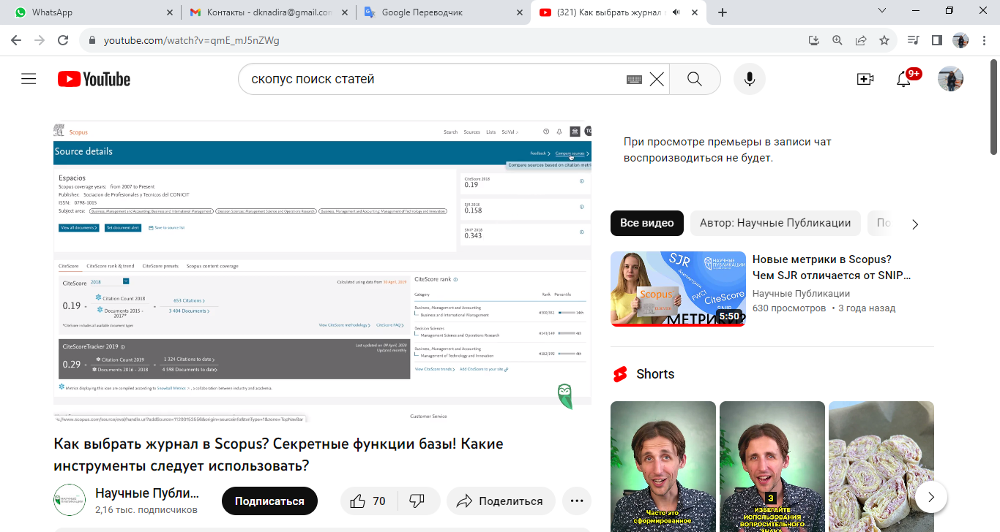 WhatsApp
Контакты - dknadira@gmail.con
Google Переводчик
(321) Как выбрать журнал
youtube.com/watch?v=qmE_mJ5nZWg
YouTube
скопус поиск статей
9+
Scopus
Search Sources Lists SciVal
Source details
Feedback Compare sources
Compare sources based on citation metri
Espacios
Scopus coverage years: from 2007 to Present
Publisher: Sociacion de Profesionales y Tecnicos del CONICIT
ISSN: 0798-1015
Subject area: Business, Management and Accounting: Business and International Management Decision Sciences: Management Science and Operations Research Business, Management and Accounting: Management of Technology and Innovation
View all documents Set document alert Save to source list
CiteScore 2018
0.19
SJR 2018
0.158
SNIP 2018
0.343
CiteScore CiteScore rank & trend CiteScore presets Scopus content coverage
CiteScore 2018
Calculated using data from 30 April, 2019
0.19 = Citation Count 2018 = 653 Citations >
Documents 2015 - 2017* 3 404 Documents >
*CiteScore includes all available document types
View CiteScore methodology > CiteScore FAQ >
CiteScoreTracker 2019
Last updated on 09 April, 2020
Updated monthly
0.29 = Citation Count 2019 = 1 324 Citations to date >
Documents 2016 - 2018 4 598 Documents to date >
Metrics displaying this icon are compiled according to Snowball Metrics, a collaboration between industry and academia.
CiteScore rank
Category Rank Percentile
Business, Management and Accounting
Business and International Management #300/351 14th
Decision Sciences
Management Science and Operations Research #143/149 4th
Business, Management and Accounting
Management of Technology and Innovation 4th
View CiteScore trends > Add CiteScore to your site
Customer Service
s://www.scopus.com/source/eval/handle.uri?addSource=11200153556&origin=sourceinfo&txnType=1&zone=TopNavBar
Как выбрать журнал в Scopus? Секретные функции базы! Какие
инструменты следует использовать?
Научные Публи...
2,16 тыс. подписчиков
Подписаться
70
Поделиться
При просмотре премьеры в записи чат
воспроизводиться не будет.
Все видео
Автор: Научные Публикации
По
SJR
НАУЧНЫЕ
ПУБЛИКАЦИИ
Альтметрики
FWCI
CiteScore
SNIP
Scopus
МЕТРИКИ?
5:50
Новые метрики в Scopus?
Чем SJR отличается от SNIP...
Научные Публикации
630 просмотров • 3 года назад
Shorts
Часто это
сформированное
3
ИЗБЕГАЙТЕ
ИСПОЛЬЗОВАНИЯ
ВОПРОСИТЕЛЬНОГО
ЗНАКА